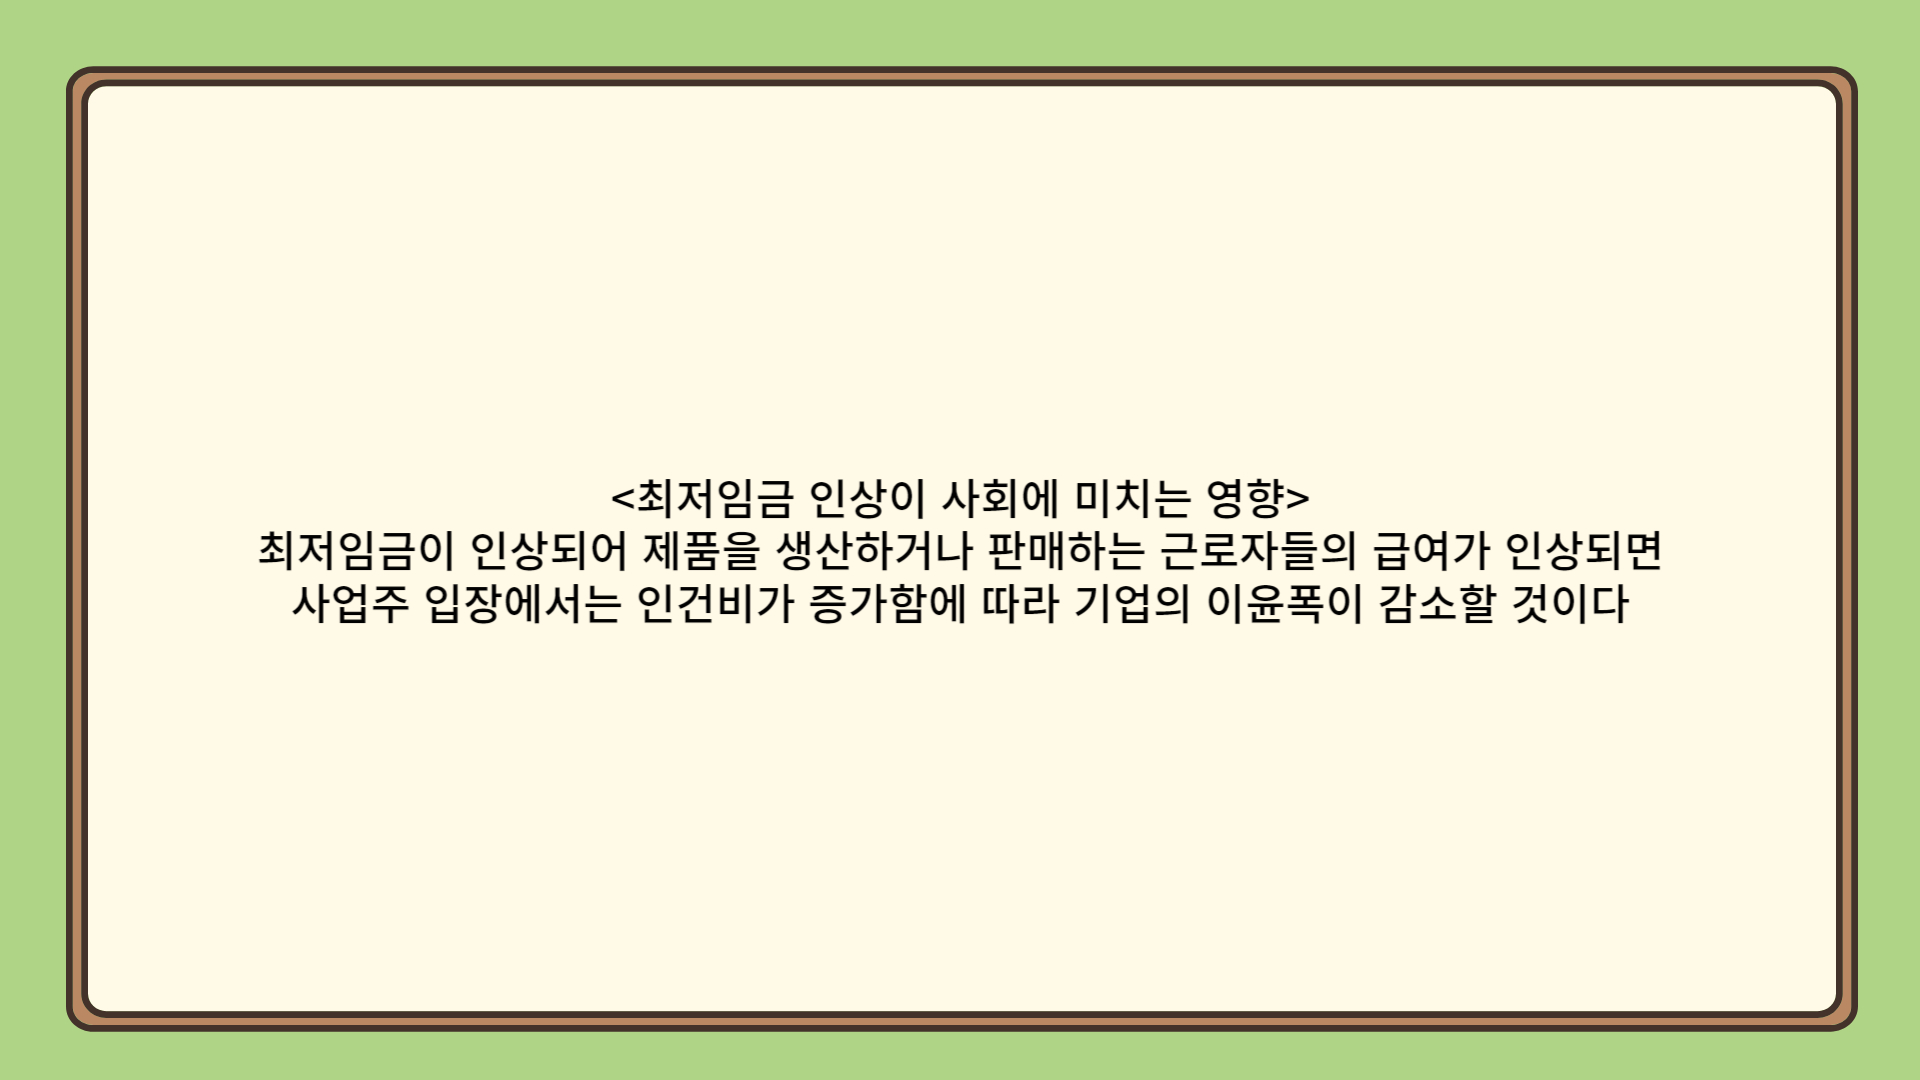 <최저임금 인상이 사회에 미치는 영향>
최저임금이 인상되어 제품을 생산하거나 판매하는 근로자들의 급여가 인상되면
사업주 입장에서는 인건비가 증가함에 따라 기업의 이윤폭이 감소할 것이다